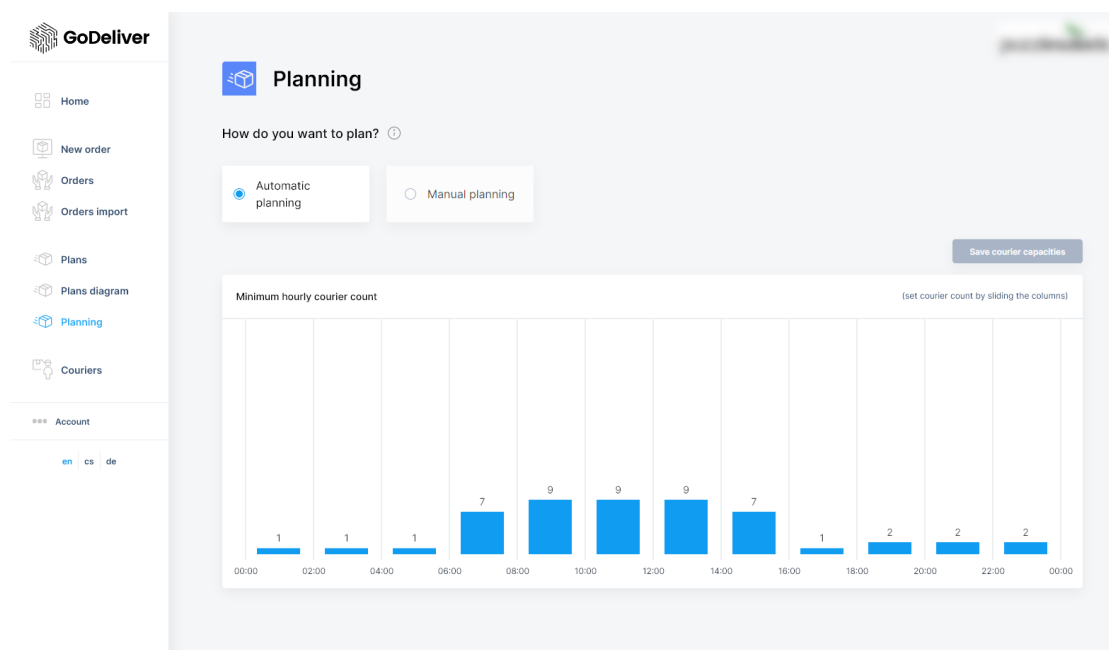 GoDeliver
Home
New order
Orders
Orders import
Plans
Plans diagram
Planning
Couriers
Account
en cs de
Planning
How do you want to plan?
Automatic
planning
Manual planning
Save courier capacities
Minimum hourly courier count
(set courier count by sliding the columns)
1 1 1 7 9 9 9 7 1 2 2 2
00:00 02:00 04:00 06:00 08:00 10:00 12:00 14:00 16:00 18:00 20:00 22:00 00:00